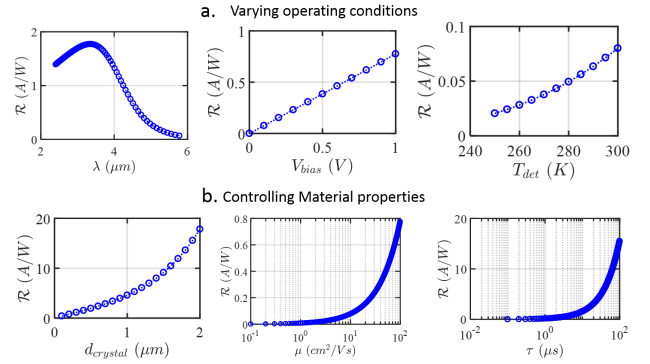 a. Varying operating conditions
R (A/W)
2
1
0
2
4
6
λ (μm)
R (A/W)
1
0.5
0
0
0.5
1
V_bias (V)
R (A/W)
0.1
0.05
0
240
260
280
300
T_det (K)
b. Controlling Material properties
R (A/W)
20
10
0
0
1
2
d_crystal (μm)
R (A/W)
0.8
0.6
0.4
0.2
0
10^-1
10^0
10^1
10^2
μ (cm^2/Vs)
R (A/W)
20
10
0
10^-2
10^0
10^2
τ (μs)